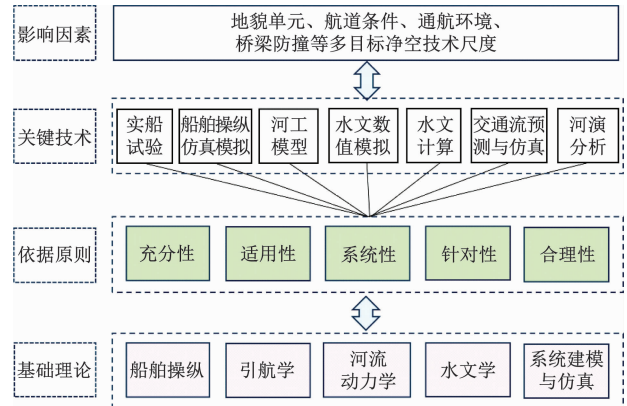 影响因素
地貌单元、航道条件、通航环境、
桥梁防撞等多目标净空技术尺度
关键技术
实船
试验
船舶操纵
仿真模拟
河工
模型
水文数
值模拟
水文
计算
交通流预
测与仿真
河演
分析
依据原则
充分性
适用性
系统性
针对性
合理性
基础理论
船舶操纵
引航学
河流
动力学
水文学
系统建模
与仿真